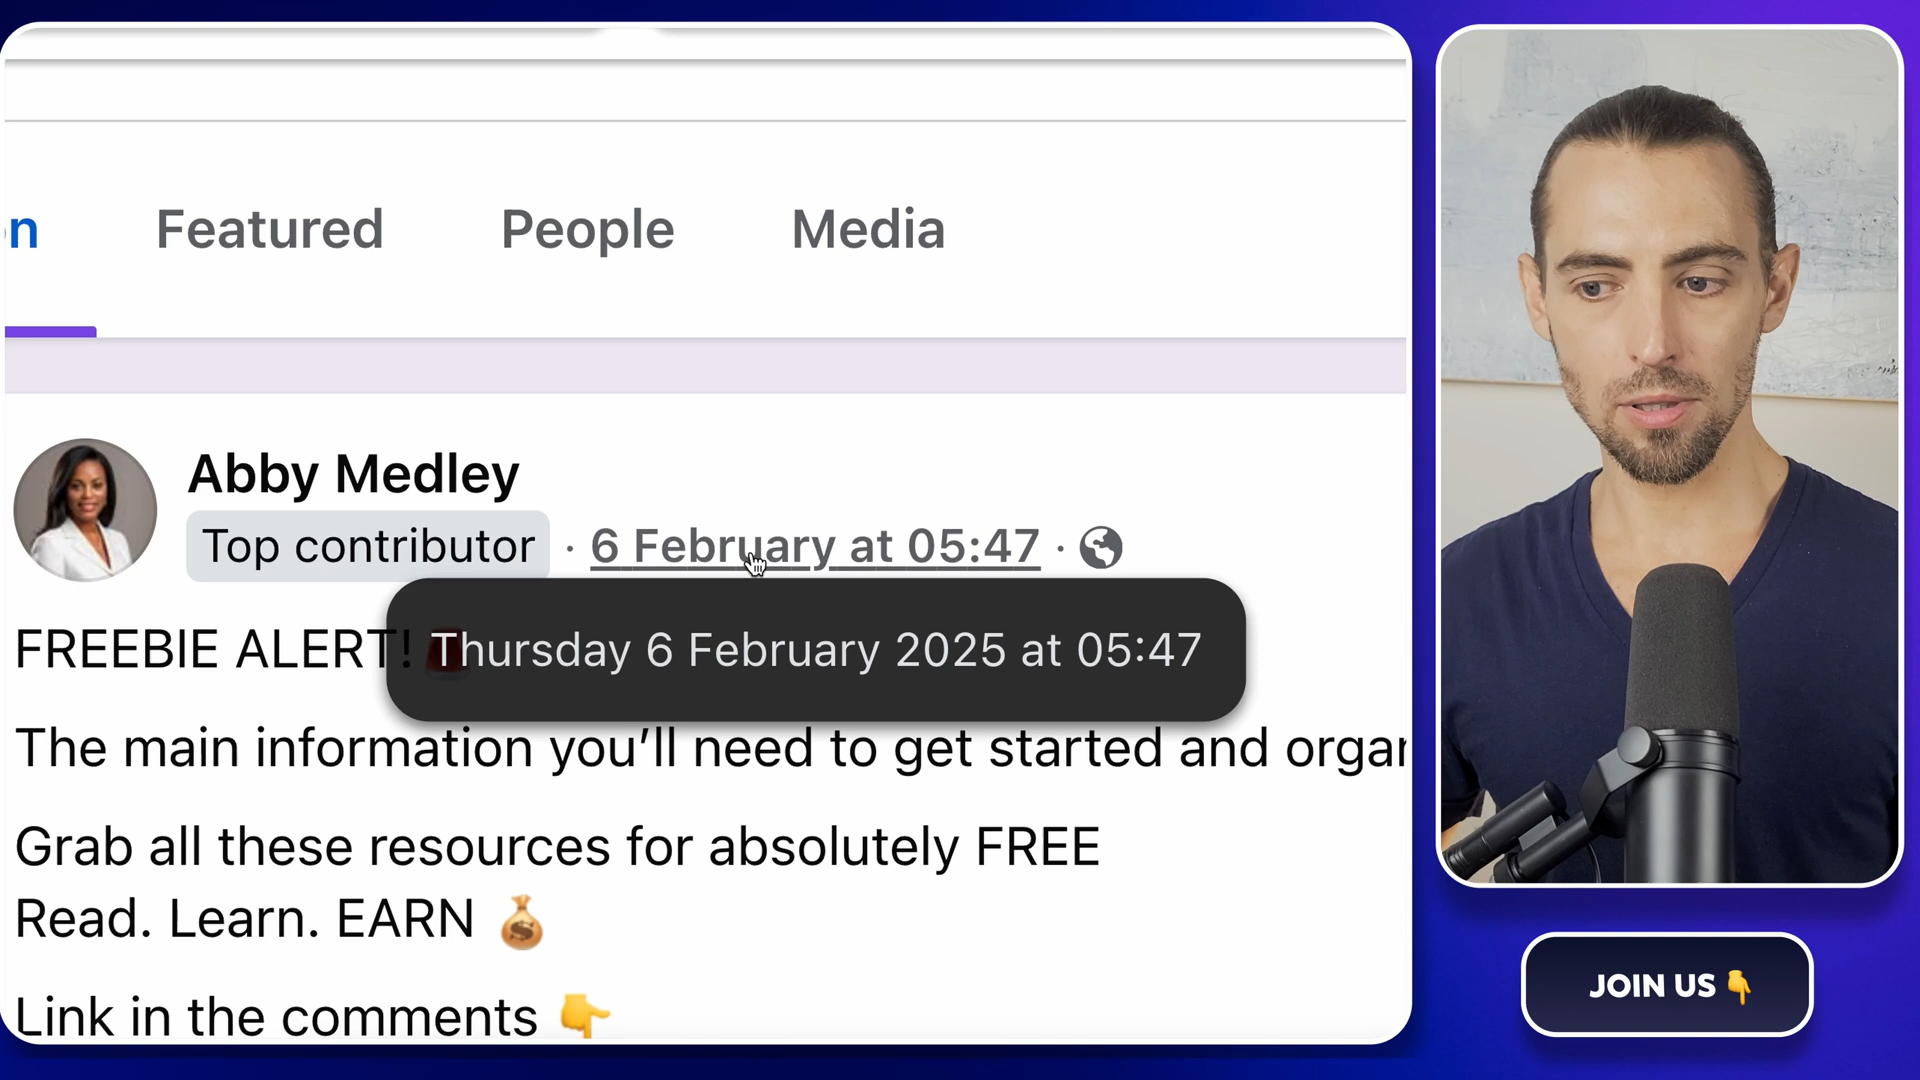 n
Featured
People
Media
Abby Medley
Top contributor · 6 February at 05:47 ·
FREEBIE ALERT! 🚨
Thursday 6 February 2025 at 05:47
The main information you’ll need to get started and organ
Grab all these resources for absolutely FREE
Read. Learn. EARN 💰
Link in the comments 👇
JOIN US 👇